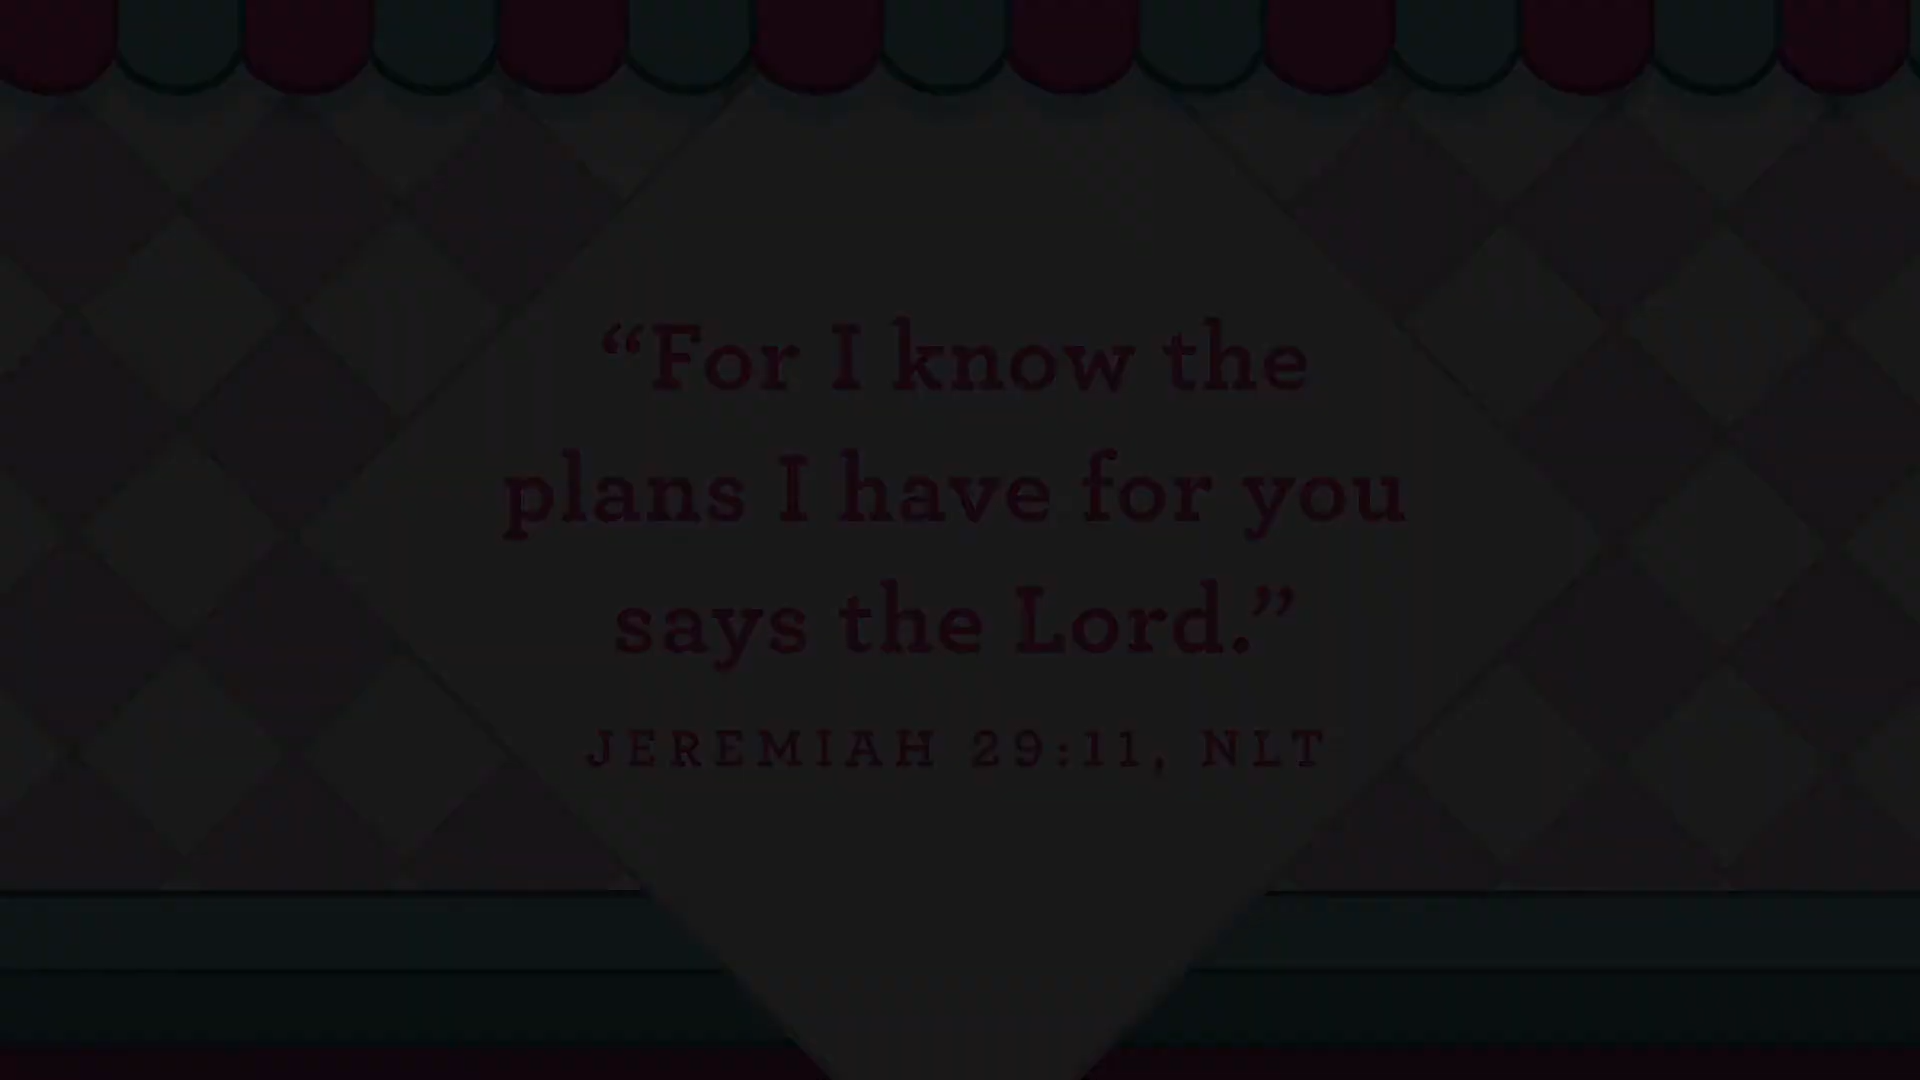 “For I know the
plans I have for you
says the Lord.”
JEREMIAH 29:11, NLT